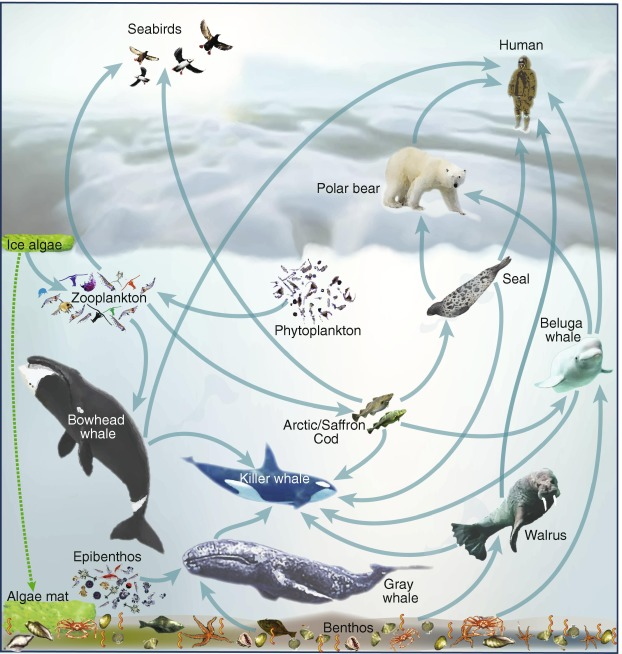 Seabirds
Human
Polar bear
Ice algae
Zooplankton
Seal
Phytoplankton
Beluga
whale
Bowhead
whale
Arctic/Saffron
Cod
Killer whale
Walrus
Epibenthos
Gray
whale
Algae mat
Benthos